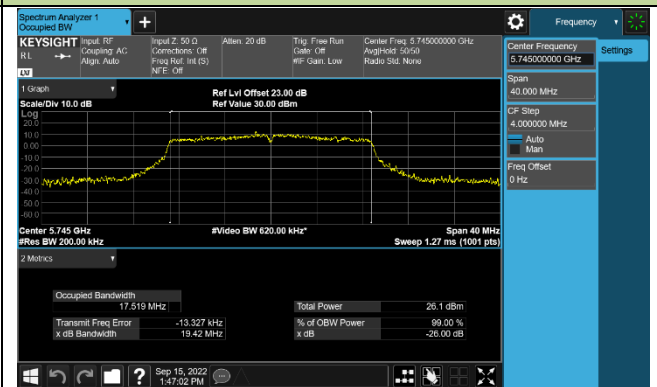 Spectrum Analyzer 1
Occupied BW
+
Frequency
KEYSIGHT
RL
LXI
Input: RF
Coupling: AC
Align: Auto
Input Z: 50 Ω
Corrections: Off
Freq Ref: Int (S)
NFE: Off
Atten: 20 dB
Trig: Free Run
Gate: Off
#IF Gain: Low
Center Freq: 5.745000000 GHz
Avg|Hold: 50/50
Radio Std: None
Center Frequency
5.745000000 GHz
Settings
Span
40.000 MHz
CF Step
4.000000 MHz
Auto
Man
Freq Offset
0 Hz
1 Graph
Scale/Div 10.0 dB
Ref Lvl Offset 23.00 dB
Ref Value 30.00 dBm
Log
20.0
10.0
0.00
-10.0
-20.0
-30.0
-40.0
-50.0
-60.0
Center 5.745 GHz
#Res BW 200.00 kHz
#Video BW 620.00 kHz*
Span 40 MHz
Sweep 1.27 ms (1001 pts)
2 Metrics
Occupied Bandwidth
17.519 MHz
Total Power
26.1 dBm
Transmit Freq Error
-13.327 kHz
% of OBW Power
99.00 %
x dB Bandwidth
19.42 MHz
x dB
-26.00 dB
?
Sep 15, 2022
1:47:02 PM